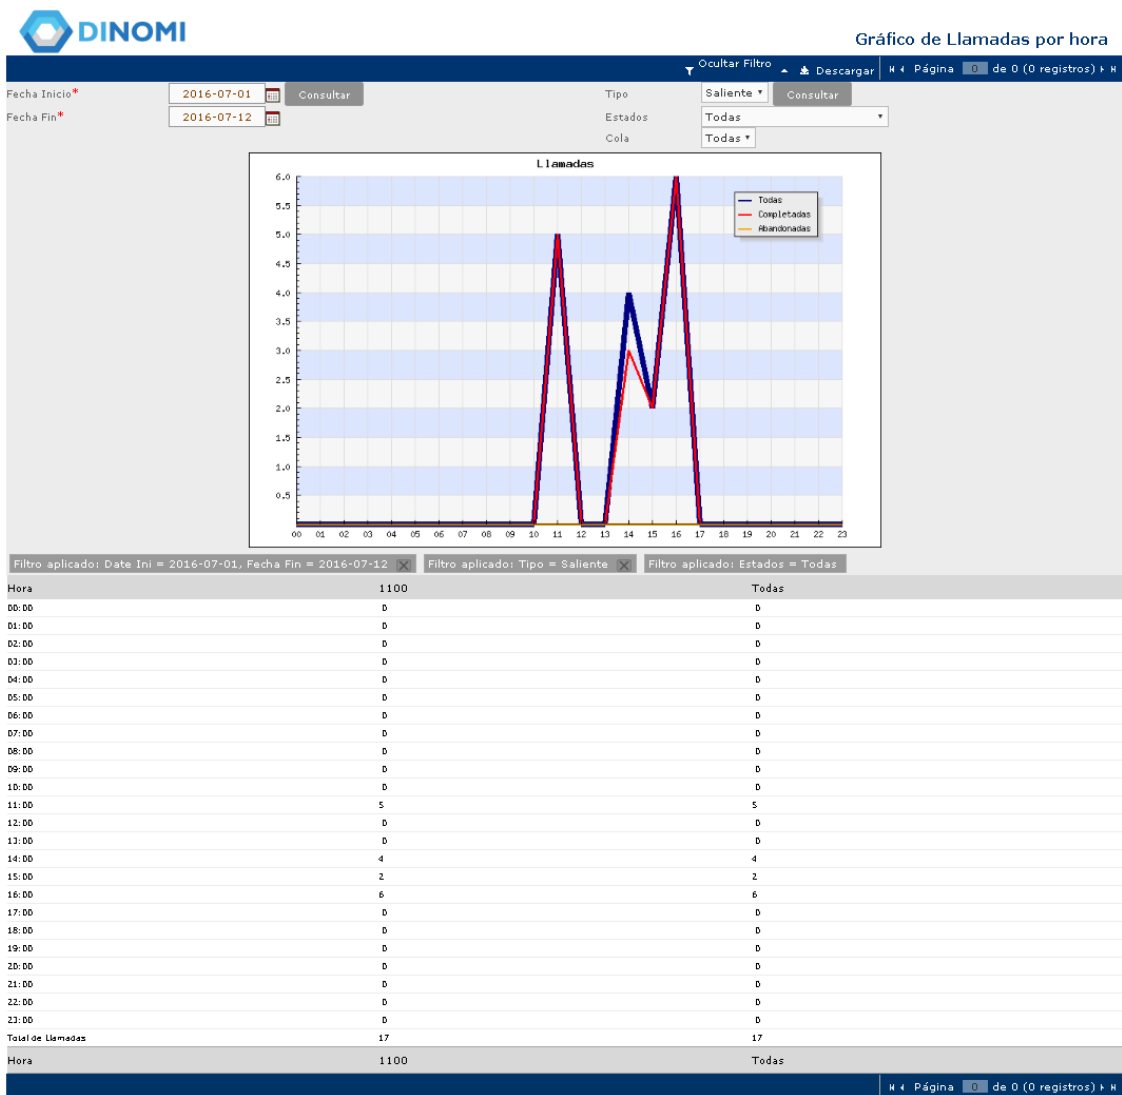 DINOMI
Gráfico de Llamadas por hora
Ocultar Filtro Descargar Página 0 de 0 (0 registros)
Fecha Inicio* 2016-07-01 Consultar Tipo Saliente Consultar
Fecha Fin* 2016-07-12 Estados Todas
Cola Todas
Llamadas
6.0
5.5
5.0
4.5
4.0
3.5
3.0
2.5
2.0
1.5
1.0
0.5
Todas
Completadas
Abandonadas
00 01 02 03 04 05 06 07 08 09 10 11 12 13 14 15 16 17 18 19 20 21 22 23
Filtro aplicado: Date Ini = 2016-07-01, Fecha Fin = 2016-07-12 Filtro aplicado: Tipo = Saliente Filtro aplicado: Estados = Todas
Hora 1100 Todas
00:00 0 0
01:00 0 0
02:00 0 0
03:00 0 0
04:00 0 0
05:00 0 0
06:00 0 0
07:00 0 0
08:00 0 0
09:00 0 0
10:00 0 0
11:00 5 5
12:00 0 0
13:00 0 0
14:00 4 4
15:00 2 2
16:00 6 6
17:00 0 0
18:00 0 0
19:00 0 0
20:00 0 0
21:00 0 0
22:00 0 0
23:00 0 0
Total de Llamadas 17 17
Hora 1100 Todas
Página 0 de 0 (0 registros)